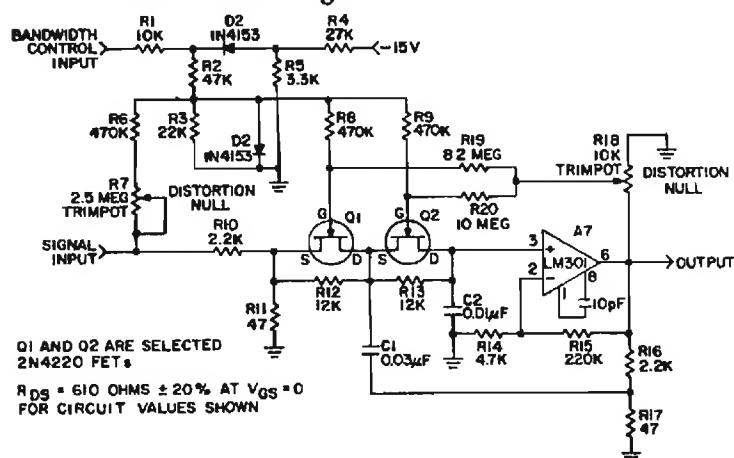 R1
10K
D2
1N4153
R4
27K
BANDWIDTH
CONTROL
INPUT
-15V
R2
47K
R5
3.3K
R6
470K
R3
22K
D2
1N4153
R8
470K
R9
470K
R19
8.2 MEG
R18
10K
TRIMPOT
DISTORTION
NULL
R7
2.5 MEG
TRIMPOT
DISTORTION
NULL
R20
10 MEG
SIGNAL
INPUT
R10
2.2K
G
Q1
G
Q2
S
D
S
D
3
+
A7
LM301
6
OUTPUT
2
-
8
1
10pF
R12
12K
R13
12K
R11
47
C2
0.01µF
C1
0.03µF
R14
4.7K
R15
220K
R16
2.2K
R17
47
Q1 AND Q2 ARE SELECTED
2N4220 FETs
RDS = 610 OHMS ± 20% AT VGS = 0
FOR CIRCUIT VALUES SHOWN